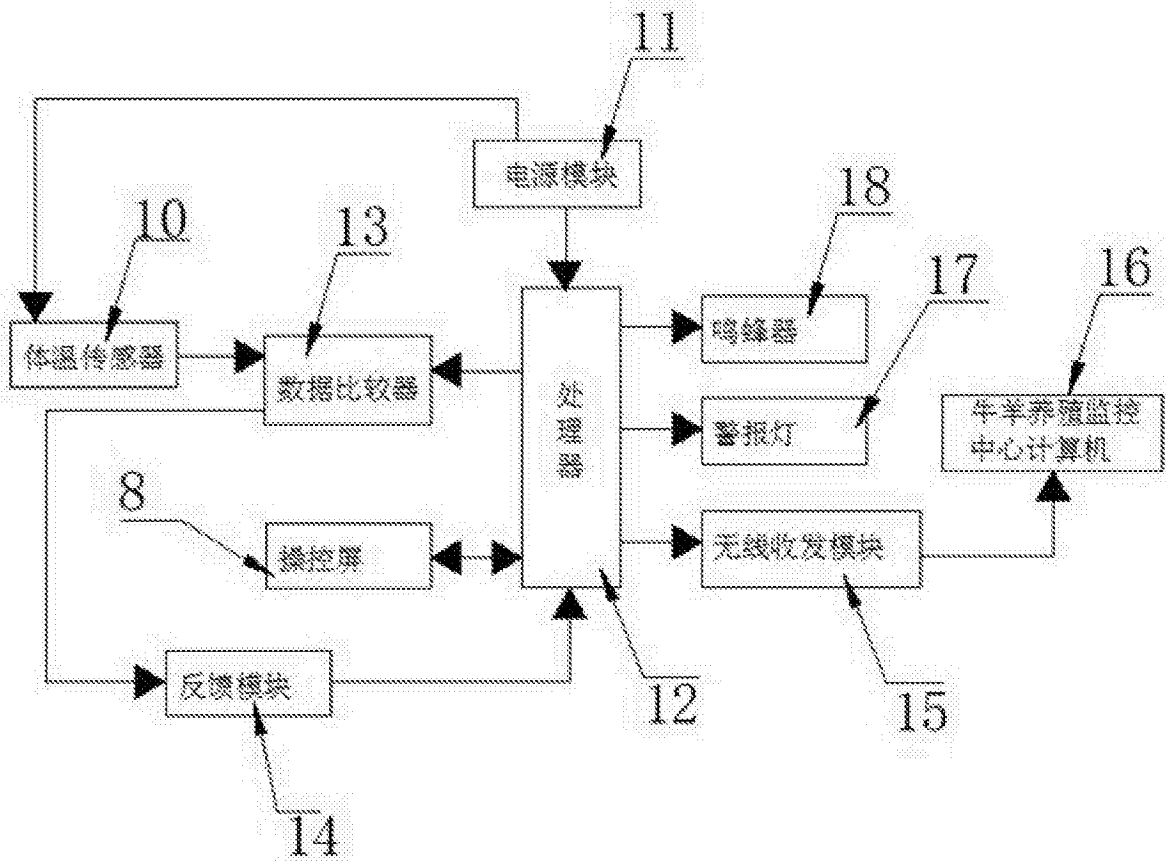 11
电源模块
18
10
13
17
16
鸣蜂器
体温传感器
数据比较器
处
理
器
牛羊养殖监控
中心计算机
警报灯
8
操控屏
无线收发模块
反馈模块
12
15
14